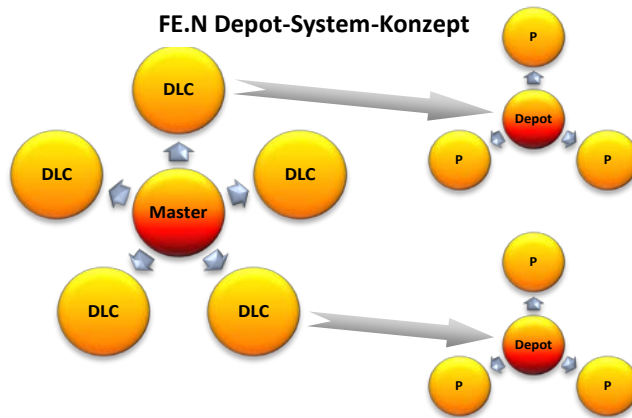 FE.N Depot-System-Konzept
DLC
DLC
DLC
Master
DLC
DLC
P
Depot
P
P
P
Depot
P
P